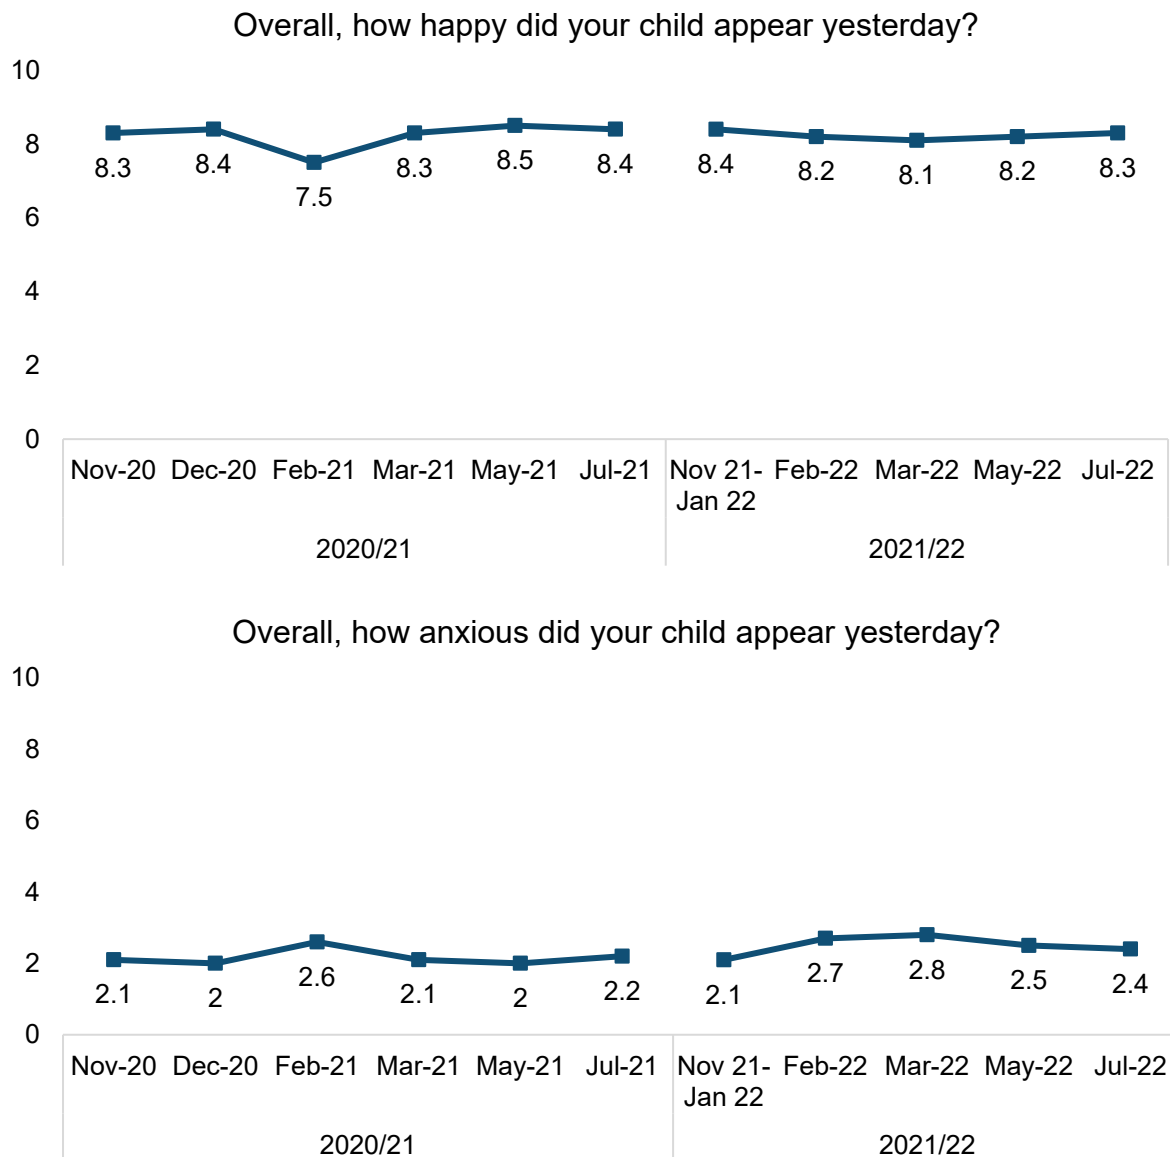 Overall, how happy did your child appear yesterday?
10
8
6
4
2
0
8.3 8.4 7.5 8.3 8.5 8.4 8.4 8.2 8.1 8.2 8.3
Nov-20 Dec-20 Feb-21 Mar-21 May-21 Jul-21 Nov 21- Feb-22 Mar-22 May-22 Jul-22
Jan 22
2020/21 2021/22
Overall, how anxious did your child appear yesterday?
10
8
6
4
2
0
2.1 2 2.6 2.1 2 2.2 2.1 2.7 2.8 2.5 2.4
Nov-20 Dec-20 Feb-21 Mar-21 May-21 Jul-21 Nov 21- Feb-22 Mar-22 May-22 Jul-22
Jan 22
2020/21 2021/22